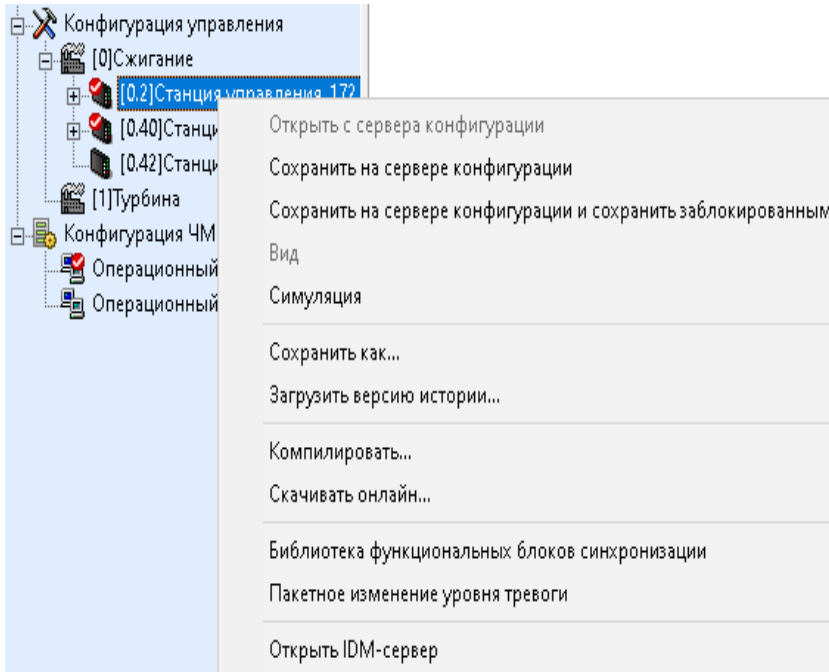 Конфигурация управления
[0]Сжигание
[0.2]Станция управления 172
[0.40]Станци
[0.42]Станци
[1]Турбина
Конфигурация ЧМ
Операционный
Операционный
Открыть с сервера конфигурации
Сохранить на сервере конфигурации
Сохранить на сервере конфигурации и сохранить заблокированным
Вид
Симуляция
Сохранить как...
Загрузить версию истории...
Компилировать...
Скачивать онлайн...
Библиотека функциональных блоков синхронизации
Пакетное изменение уровня тревоги
Открыть IDM-сервер